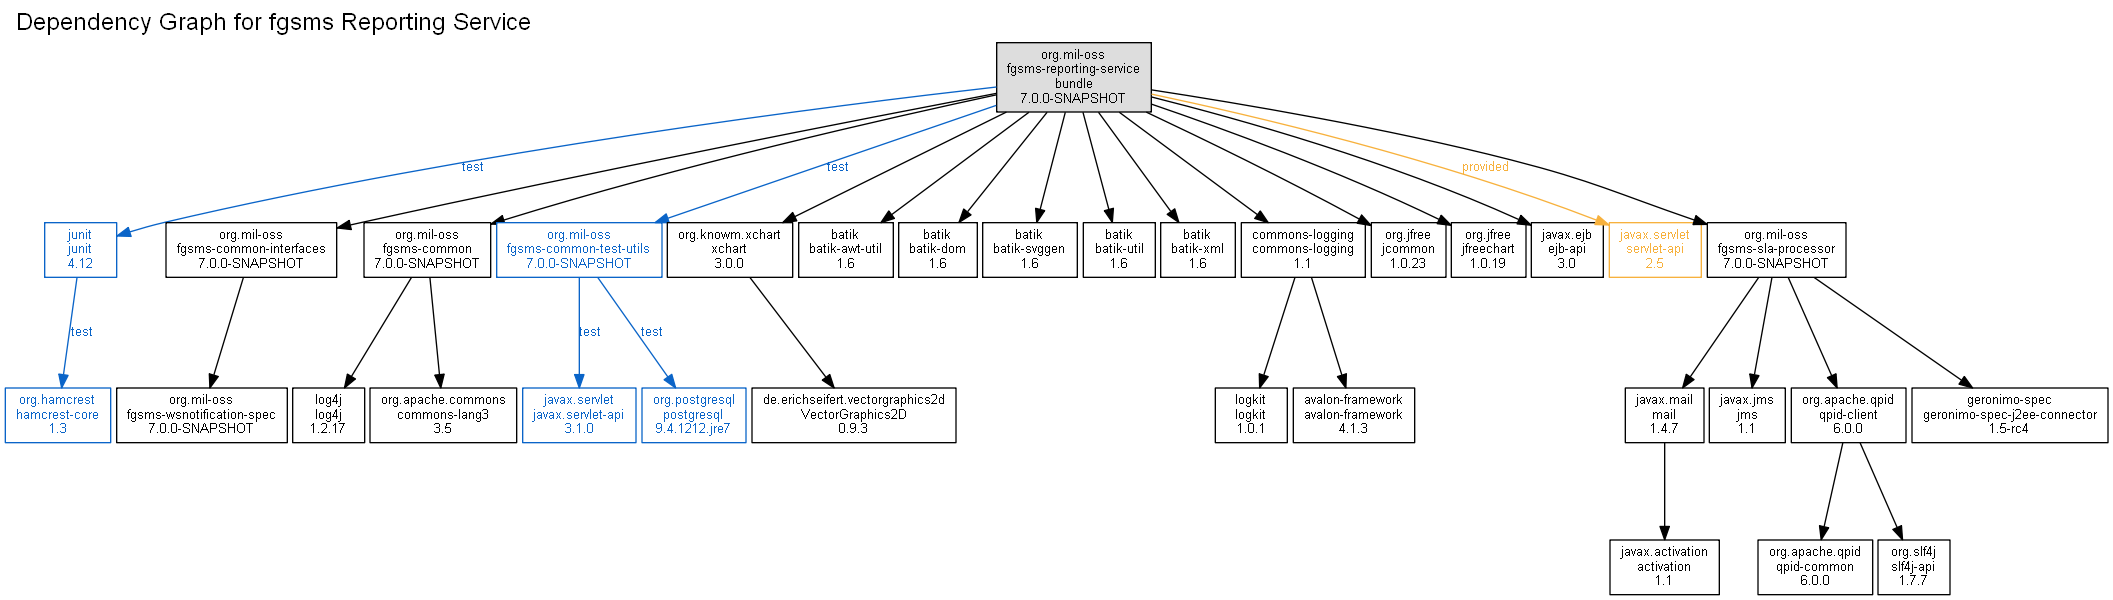 Dependency Graph for fgsms Reporting Service
org.mil-oss
fgsms-reporting-service
bundle
7.0.0-SNAPSHOT
test
test
provided
junit
junit
4.12
org.mil-oss
fgsms-common-interfaces
7.0.0-SNAPSHOT
org.mil-oss
fgsms-common
7.0.0-SNAPSHOT
org.mil-oss
fgsms-common-test-utils
7.0.0-SNAPSHOT
org.knowm.xchart
xchart
3.0.0
batik
batik-awt-util
1.6
batik
batik-dom
1.6
batik
batik-svggen
1.6
batik
batik-util
1.6
batik
batik-xml
1.6
commons-logging
commons-logging
1.1
org.jfree
jcommon
1.0.23
org.jfree
jfreechart
1.0.19
javax.ejb
ejb-api
3.0
javax.servlet
servlet-api
2.5
org.mil-oss
fgsms-sla-processor
7.0.0-SNAPSHOT
test
test
test
org.hamcrest
hamcrest-core
1.3
org.mil-oss
fgsms-wsnotification-spec
7.0.0-SNAPSHOT
log4j
log4j
1.2.17
org.apache.commons
commons-lang3
3.5
javax.servlet
javax.servlet-api
3.1.0
org.postgresql
postgresql
9.4.1212.jre7
de.erichseifert.vectorgraphics2d
VectorGraphics2D
0.9.3
logkit
logkit
1.0.1
avalon-framework
avalon-framework
4.1.3
javax.mail
mail
1.4.7
javax.jms
jms
1.1
org.apache.qpid
qpid-client
6.0.0
geronimo-spec
geronimo-spec-j2ee-connector
1.5-rc4
javax.activation
activation
1.1
org.apache.qpid
qpid-common
6.0.0
org.slf4j
slf4j-api
1.7.7